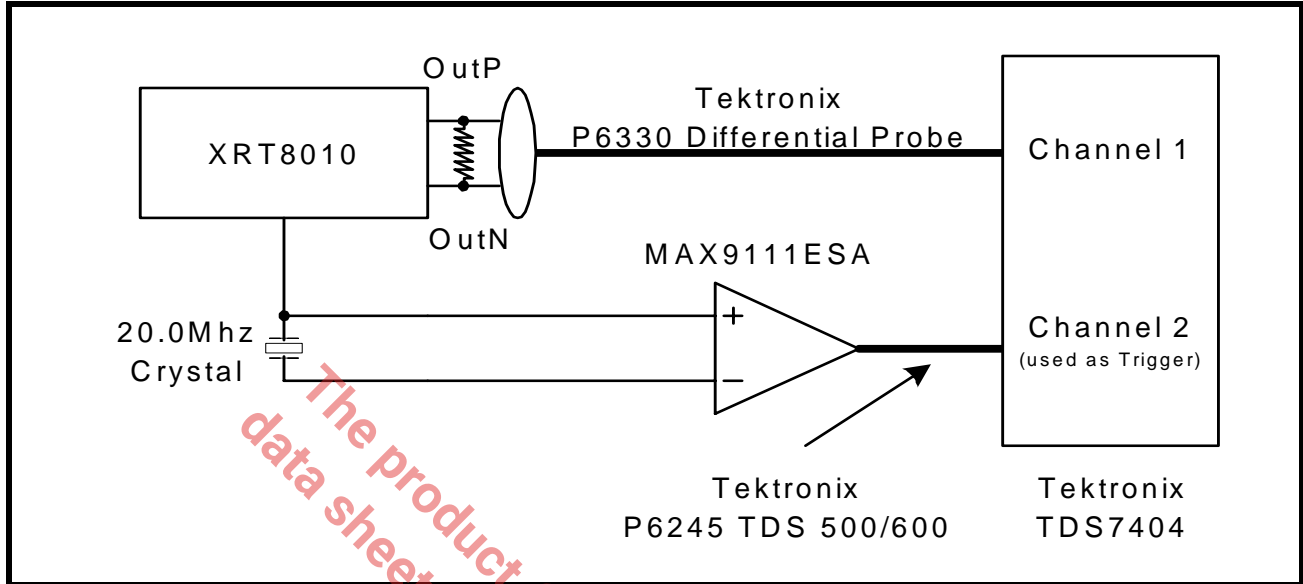 OutP
XRT8010
OutN
Tektronix
P6330 Differential Probe
Channel 1
MAX9111ESA
+
−
20.0Mhz
Crystal
Channel 2
(used as Trigger)
Tektronix
P6245 TDS 500/600
Tektronix
TDS7404
The product
data sheet